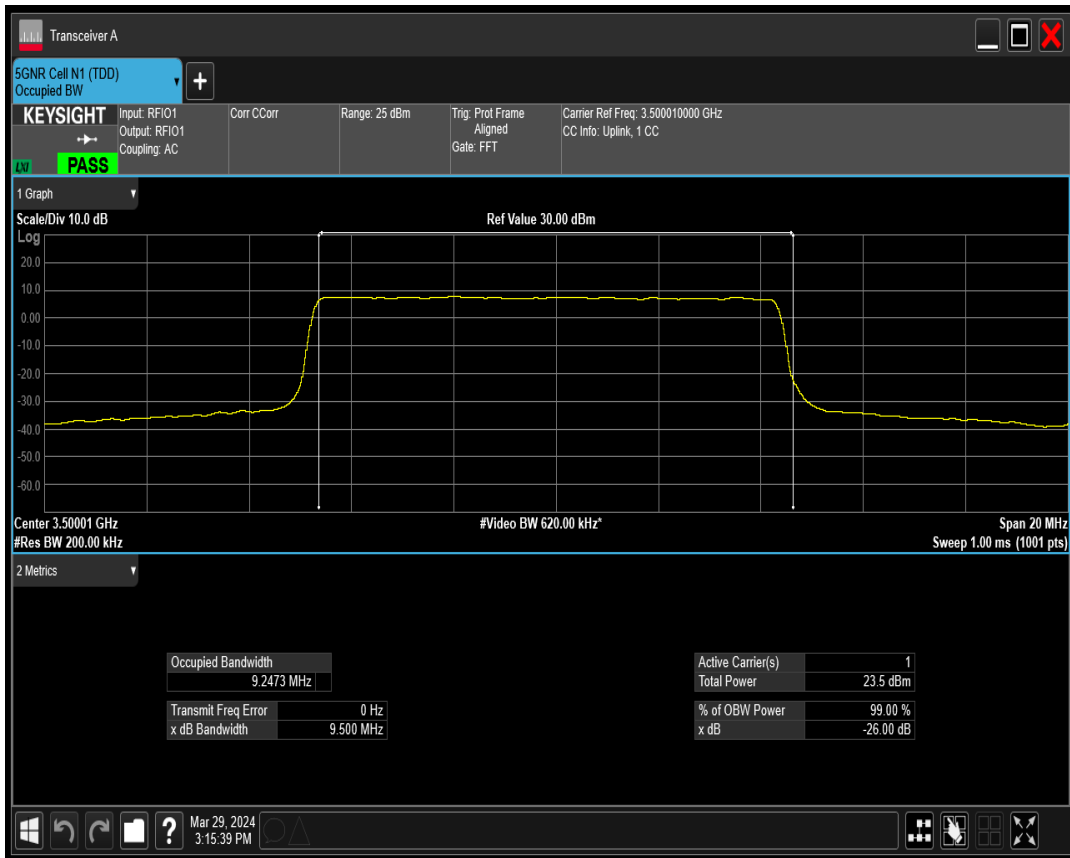 Transceiver A
5GNR Cell N1 (TDD)
Occupied BW
+
KEYSIGHT
LXI
PASS
Input: RFIO1
Output: RFIO1
Coupling: AC
Corr CCorr
Range: 25 dBm
Trig: Prot Frame
Aligned
Gate: FFT
Carrier Ref Freq: 3.500010000 GHz
CC Info: Uplink, 1 CC
1 Graph
Scale/Div 10.0 dB
Ref Value 30.00 dBm
Log
20.0
10.0
0.00
-10.0
-20.0
-30.0
-40.0
-50.0
-60.0
Center 3.50001 GHz
#Video BW 620.00 kHz*
Span 20 MHz
#Res BW 200.00 kHz
Sweep 1.00 ms (1001 pts)
2 Metrics
Occupied Bandwidth
9.2473 MHz
Transmit Freq Error 0 Hz
x dB Bandwidth 9.500 MHz
Active Carrier(s) 1
Total Power 23.5 dBm
% of OBW Power 99.00 %
x dB -26.00 dB
?
Mar 29, 2024
3:15:39 PM